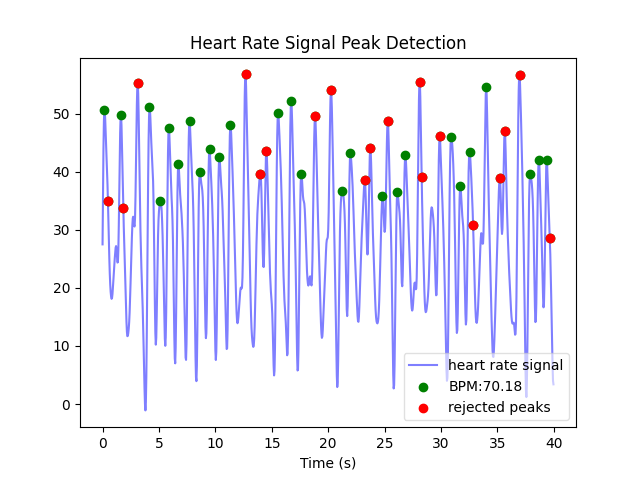 Heart Rate Signal Peak Detection
50
40
30
20
10
0
0 5 10 15 20 25 30 35 40
Time (s)
heart rate signal
BPM:70.18
rejected peaks